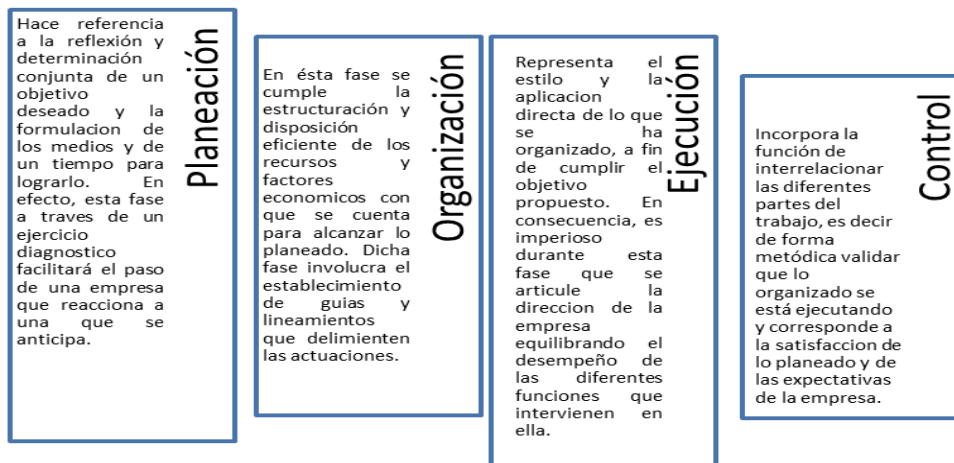 Planeación
Hace referencia
a la reflexión y
determinación
conjunta de un
objetivo
deseado y la
formulacion de
los medios y de
un tiempo para
lograrlo. En
efecto, esta fase
a traves de un
ejercicio
diagnostico
facilitará el paso
de una empresa
que reacciona a
una que se
anticipa.
Organización
En ésta fase se
cumple la
estructuración y
disposición
eficiente de los
recursos y
factores
economicos con
que se cuenta
para alcanzar lo
planeado. Dicha
fase involucra el
establecimiento
de guias y
lineamientos
que delimienten
las actuaciones.
Ejecución
Representa el
estilo y la
aplicacion
directa de lo que
se ha
organizado, a fin
de cumplir el
objetivo
propuesto. En
consecuencia, es
imperioso
durante esta
fase que se
articule la
direccion de la
empresa
equilibrando el
desempeño de
las diferentes
funciones que
intervienen en
ella.
Control
Incorpora la
función de
interrelacionar
las diferentes
partes del
trabajo, es decir
de forma
metódica validar
que lo
organizado se
está ejecutando
y corresponde a
la satisfaccion de
lo planeado y de
las expectativas
de la empresa.